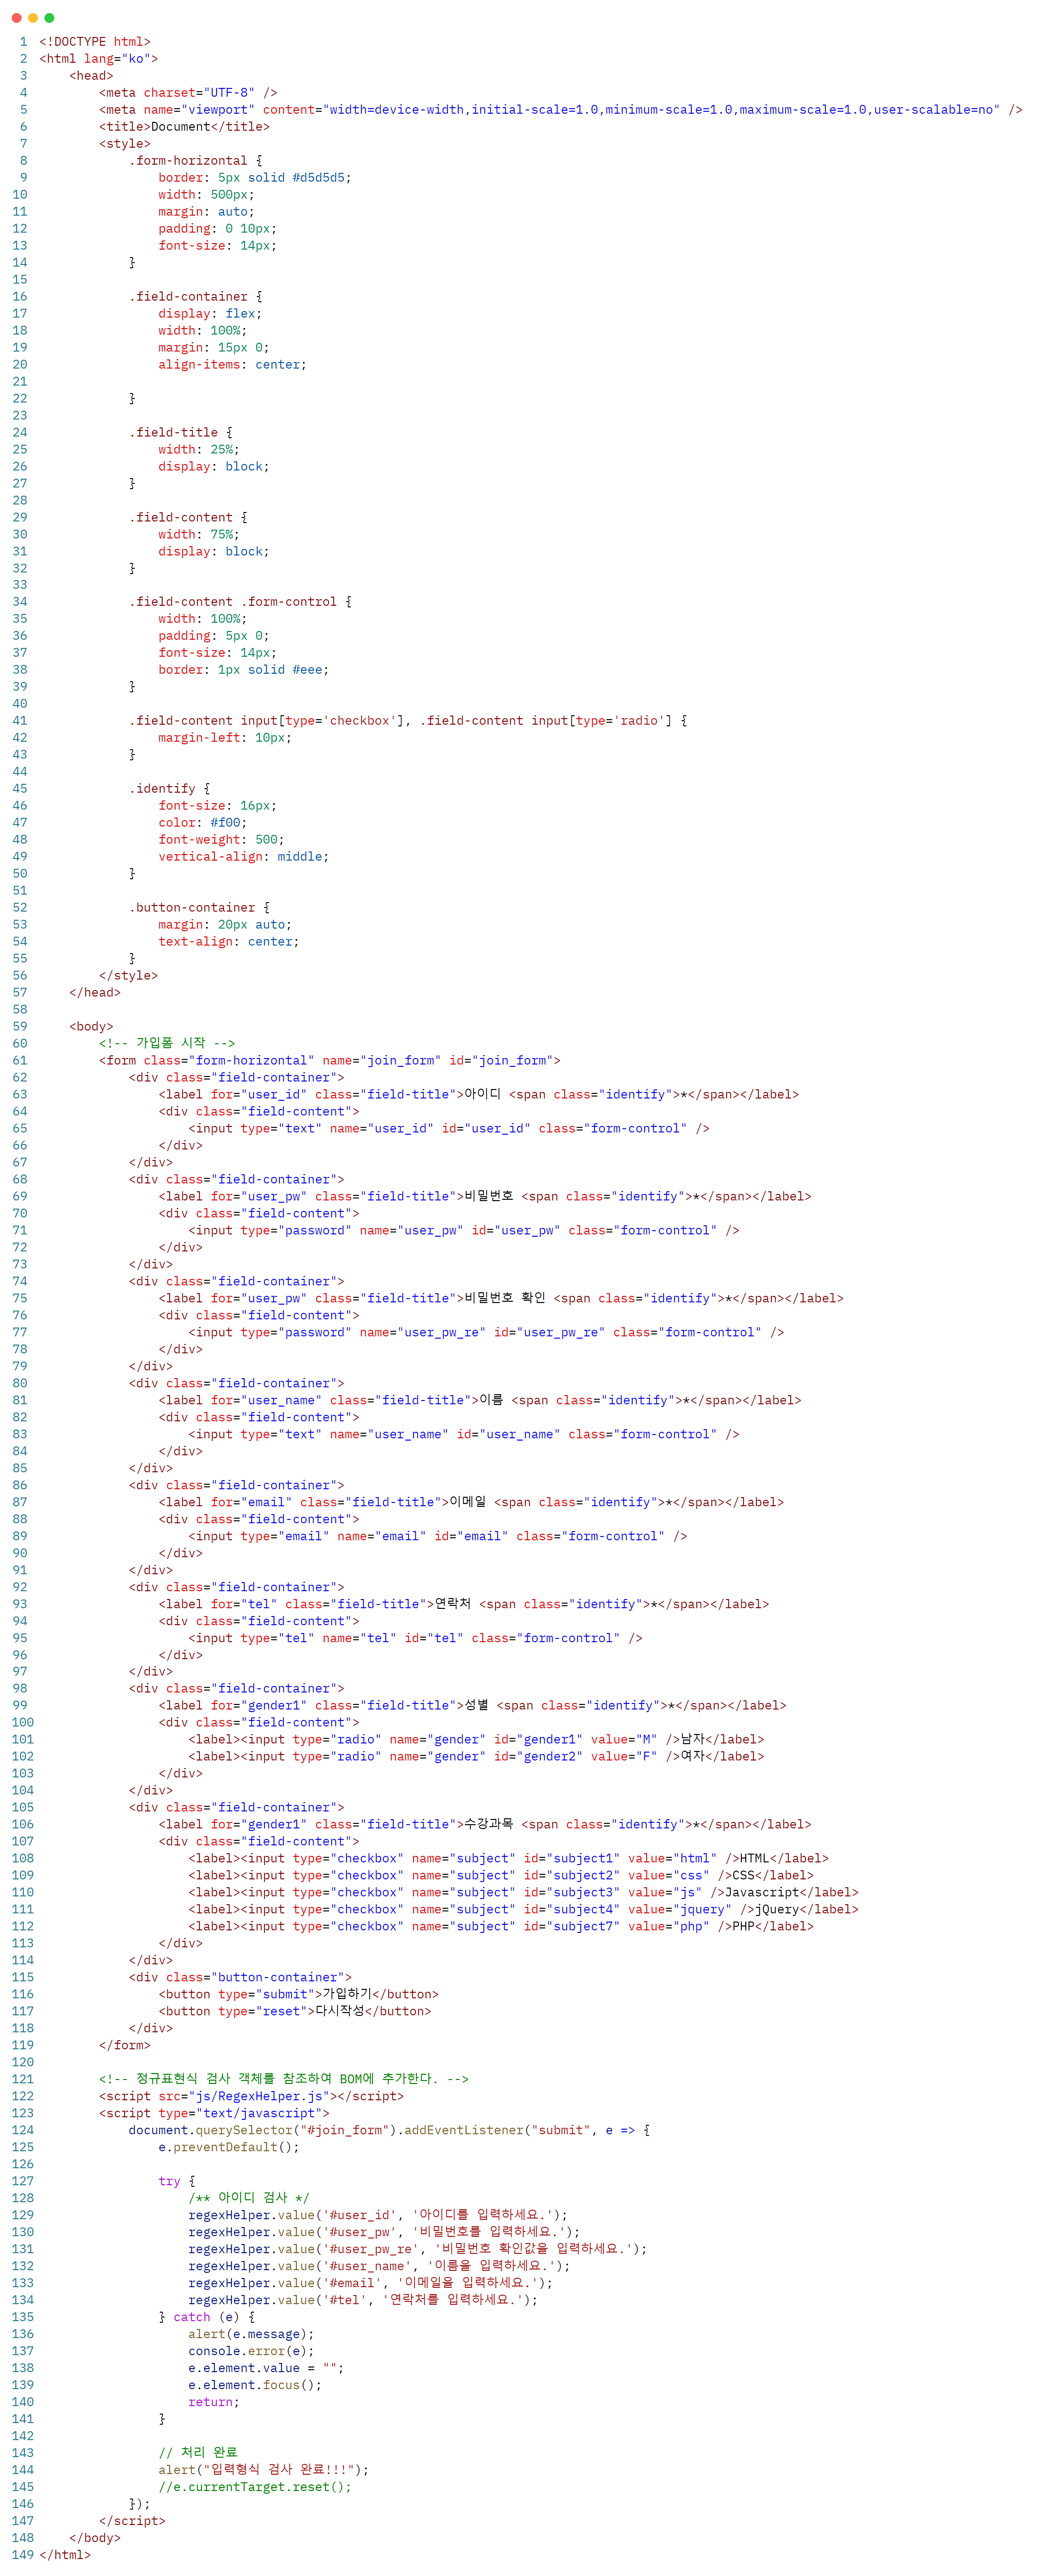 1 <!DOCTYPE html>
2 <html lang="ko">
3     <head>
4         <meta charset="UTF-8" />
5         <meta name="viewport" content="width=device-width,initial-scale=1.0,minimum-scale=1.0,maximum-scale=1.0,user-scalable=no" />
6         <title>Document</title>
7         <style>
8             .form-horizontal {
9                 border: 5px solid #d5d5d5;
10                 width: 500px;
11                 margin: auto;
12                 padding: 0 10px;
13                 font-size: 14px;
14             }
15
16             .field-container {
17                 display: flex;
18                 width: 100%;
19                 margin: 15px 0;
20                 align-items: center;
21
22             }
23
24             .field-title {
25                 width: 25%;
26                 display: block;
27             }
28
29             .field-content {
30                 width: 75%;
31                 display: block;
32             }
33
34             .field-content .form-control {
35                 width: 100%;
36                 padding: 5px 0;
37                 font-size: 14px;
38                 border: 1px solid #eee;
39             }
40
41             .field-content input[type='checkbox'], .field-content input[type='radio'] {
42                 margin-left: 10px;
43             }
44
45             .identify {
46                 font-size: 16px;
47                 color: #f00;
48                 font-weight: 500;
49                 vertical-align: middle;
50             }
51
52             .button-container {
53                 margin: 20px auto;
54                 text-align: center;
55             }
56         </style>
57     </head>
58
59     <body>
60         <!-- 가입폼 시작 -->
61         <form class="form-horizontal" name="join_form" id="join_form">
62             <div class="field-container">
63                 <label for="user_id" class="field-title">아이디 <span class="identify">*</span></label>
64                 <div class="field-content">
65                     <input type="text" name="user_id" id="user_id" class="form-control" />
66                 </div>
67             </div>
68             <div class="field-container">
69                 <label for="user_pw" class="field-title">비밀번호 <span class="identify">*</span></label>
70                 <div class="field-content">
71                     <input type="password" name="user_pw" id="user_pw" class="form-control" />
72                 </div>
73             </div>
74             <div class="field-container">
75                 <label for="user_pw" class="field-title">비밀번호 확인 <span class="identify">*</span></label>
76                 <div class="field-content">
77                     <input type="password" name="user_pw_re" id="user_pw_re" class="form-control" />
78                 </div>
79             </div>
80             <div class="field-container">
81                 <label for="user_name" class="field-title">이름 <span class="identify">*</span></label>
82                 <div class="field-content">
83                     <input type="text" name="user_name" id="user_name" class="form-control" />
84                 </div>
85             </div>
86             <div class="field-container">
87                 <label for="email" class="field-title">이메일 <span class="identify">*</span></label>
88                 <div class="field-content">
89                     <input type="email" name="email" id="email" class="form-control" />
90                 </div>
91             </div>
92             <div class="field-container">
93                 <label for="tel" class="field-title">연락처 <span class="identify">*</span></label>
94                 <div class="field-content">
95                     <input type="tel" name="tel" id="tel" class="form-control" />
96                 </div>
97             </div>
98             <div class="field-container">
99                 <label for="gender1" class="field-title">성별 <span class="identify">*</span></label>
100                 <div class="field-content">
101                     <label><input type="radio" name="gender" id="gender1" value="M" />남자</label>
102                     <label><input type="radio" name="gender" id="gender2" value="F" />여자</label>
103                 </div>
104             </div>
105             <div class="field-container">
106                 <label for="gender1" class="field-title">수강과목 <span class="identify">*</span></label>
107                 <div class="field-content">
108                     <label><input type="checkbox" name="subject" id="subject1" value="html" />HTML</label>
109                     <label><input type="checkbox" name="subject" id="subject2" value="css" />CSS</label>
110                     <label><input type="checkbox" name="subject" id="subject3" value="js" />Javascript</label>
111                     <label><input type="checkbox" name="subject" id="subject4" value="jquery" />jQuery</label>
112                     <label><input type="checkbox" name="subject" id="subject7" value="php" />PHP</label>
113                 </div>
114             </div>
115             <div class="button-container">
116                 <button type="submit">가입하기</button>
117                 <button type="reset">다시작성</button>
118             </div>
119         </form>
120
121         <!-- 정규표현식 검사 객체를 참조하여 BOM에 추가한다. -->
122         <script src="js/RegexHelper.js"></script>
123         <script type="text/javascript">
124             document.querySelector("#join_form").addEventListener("submit", e => {
125                 e.preventDefault();
126
127                 try {
128                     /** 아이디 검사 */
129                     regexHelper.value('#user_id', '아이디를 입력하세요.');
130                     regexHelper.value('#user_pw', '비밀번호를 입력하세요.');
131                     regexHelper.value('#user_pw_re', '비밀번호 확인값을 입력하세요.');
132                     regexHelper.value('#user_name', '이름을 입력하세요.');
133                     regexHelper.value('#email', '이메일을 입력하세요.');
134                     regexHelper.value('#tel', '연락처를 입력하세요.');
135                 } catch (e) {
136                     alert(e.message);
137                     console.error(e);
138                     e.element.value = "";
139                     e.element.focus();
140                     return;
141                 }
142
143                 // 처리 완료
144                 alert("입력형식 검사 완료!!!");
145                 //e.currentTarget.reset();
146             });
147         </script>
148     </body>
149 </html>